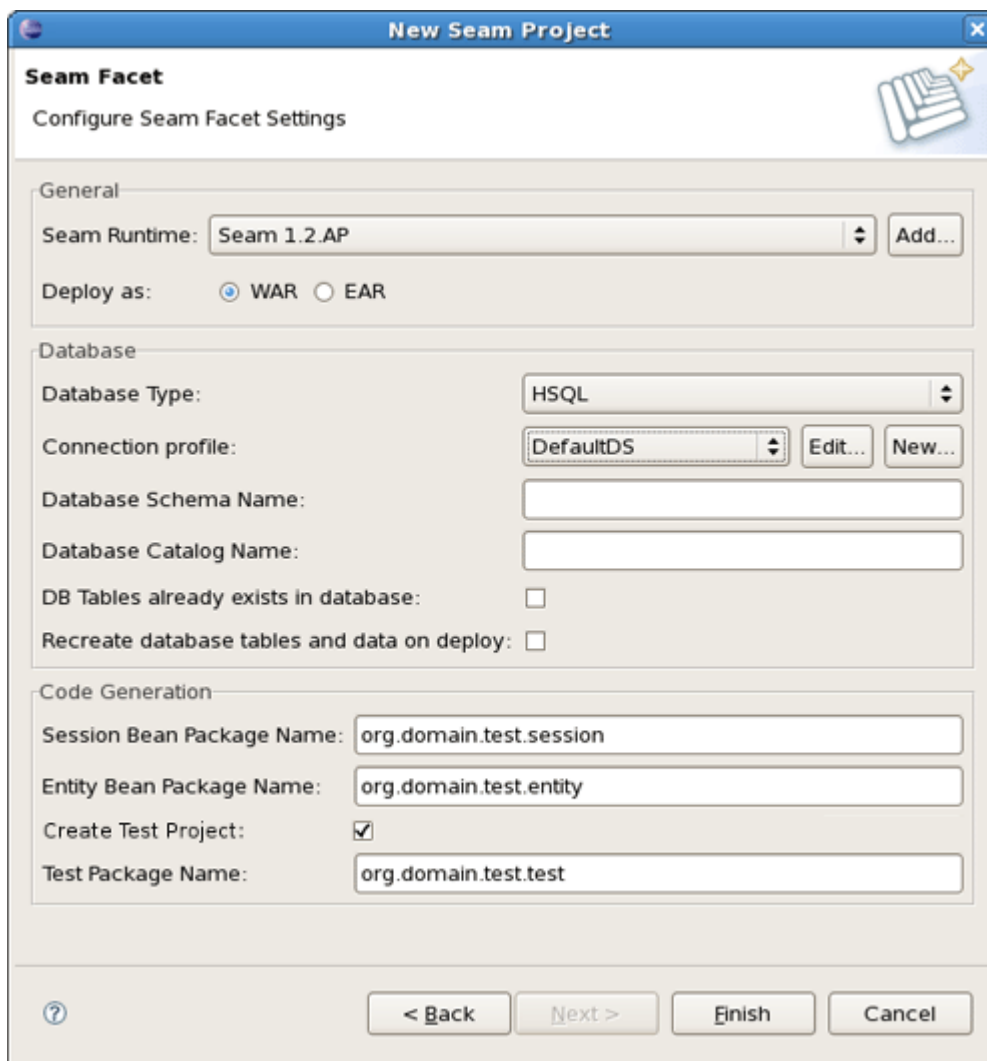 New Seam Project
Seam Facet
Configure Seam Facet Settings
General
Seam Runtime: Seam 1.2.AP Add...
Deploy as: WAR EAR
Database
Database Type: HSQL
Connection profile: DefaultDS Edit... New...
Database Schema Name:
Database Catalog Name:
DB Tables already exists in database:
Recreate database tables and data on deploy:
Code Generation
Session Bean Package Name: org.domain.test.session
Entity Bean Package Name: org.domain.test.entity
Create Test Project:
Test Package Name: org.domain.test.test
? < Back Next > Finish Cancel